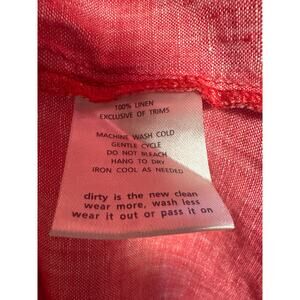 100% LINEN
EXCLUSIVE OF TRIMS
MACHINE WASH COLD
GENTLE CYCLE
DO NOT BLEACH
HANG TO DRY
IRON COOL AS NEEDED
dirty is the new clean
wear more, wash less
wear it out or pass it on